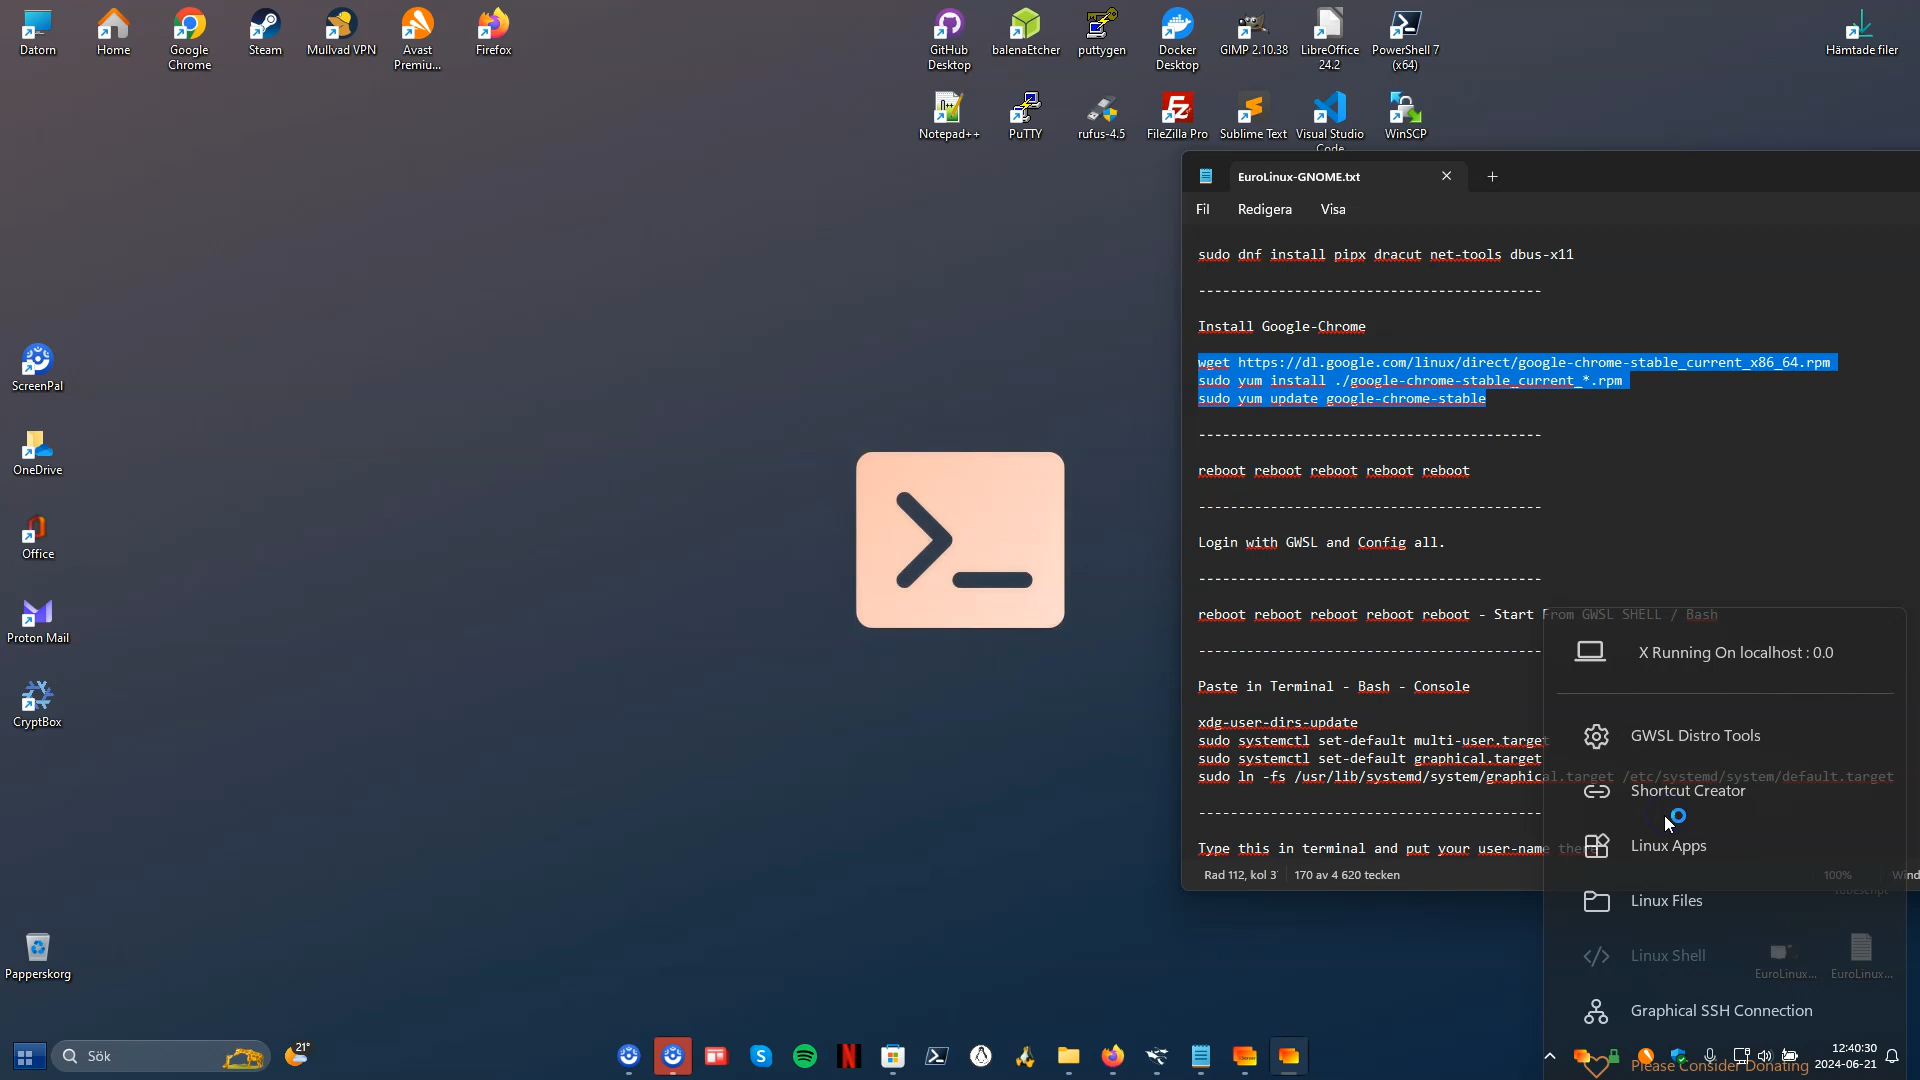 Datorn
Home
Google
Chrome
Steam
Mullvad VPN
Avast
Premiu...
Firefox
GitHub
Desktop
balenaEtcher
puttygen
Docker
Desktop
GIMP 2.10.38
LibreOffice
24.2
PowerShell 7
(x64)
Hämtade filer
Notepad++
PuTTY
rufus-4.5
FileZilla Pro
Sublime Text
Visual Studio
Code
WinSCP
ScreenPal
OneDrive
Office
Proton Mail
CryptBox
Papperskorg
EuroLinux-GNOME.txt
Fil
Redigera
Visa
sudo dnf install pipx dracut net-tools dbus-x11
-------------------------------------------
Install Google-Chrome
wget https://dl.google.com/linux/direct/google-chrome-stable_current_x86_64.rpm
sudo yum install ./google-chrome-stable_current_*.rpm
sudo yum update google-chrome-stable
-------------------------------------------
reboot reboot reboot reboot reboot
-------------------------------------------
Login with GWSL and Config all.
-------------------------------------------
reboot reboot reboot reboot reboot - Start From GWSL SHELL / Bash
-------------------------------------------
Paste in Terminal - Bash - Console
xdg-user-dirs-update
sudo systemctl set-default multi-user.target
sudo systemctl set-default graphical.target
sudo ln -fs /usr/lib/systemd/system/graphical.target /etc/systemd/system/default.target
-------------------------------------------
Type this in terminal and put your user-name there
Rad 112, kol 3
170 av 4 620 tecken
100%
Wind
X Running On localhost : 0.0
GWSL Distro Tools
Shortcut Creator
Linux Apps
Linux Files
Linux Shell
Graphical SSH Connection
Please Consider Donating
EuroLinux...
EuroLinux...
Sök
21°
12:40:30
2024-06-21